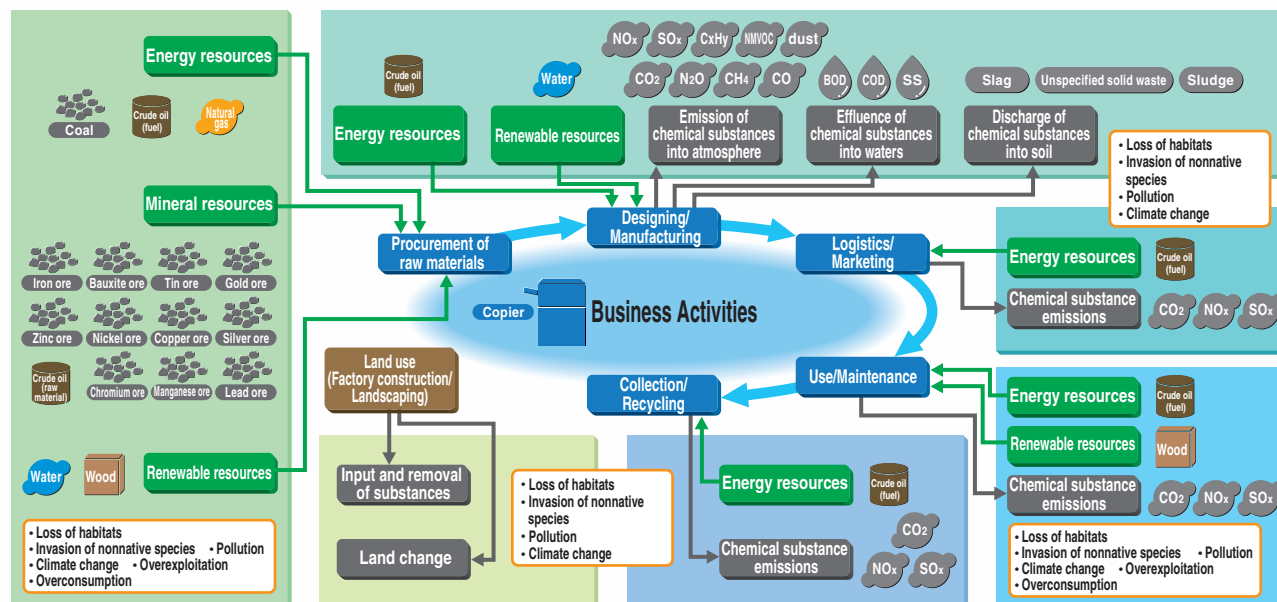 Energy resources
Coal
Crude oil
(fuel)
Natural
gas
Mineral resources
Iron ore
Bauxite ore
Tin ore
Gold ore
Zinc ore
Nickel ore
Copper ore
Silver ore
Crude oil
(raw
material)
Chromium ore
Manganese ore
Lead ore
Water
Wood
Renewable resources
• Loss of habitats
• Invasion of nonnative species • Pollution
• Climate change • Overexploitation
• Overconsumption
Crude oil
(fuel)
Energy resources
Water
Renewable resources
NOx
SOx
CxHy
NMVOC
dust
CO2
N2O
CH4
CO
Emission of
chemical substances
into atmosphere
BOD
COD
SS
Effluence of
chemical substances
into waters
Slag
Unspecified solid waste
Sludge
Discharge of
chemical substances
into soil
• Loss of habitats
• Invasion of nonnative
species
• Pollution
• Climate change
Procurement of
raw materials
Designing/
Manufacturing
Logistics/
Marketing
Copier
Business Activities
Use/Maintenance
Collection/
Recycling
Energy resources
Crude oil
(fuel)
Chemical substance
emissions
CO2
NOx
SOx
Energy resources
Crude oil
(fuel)
Renewable resources
Wood
Chemical substance
emissions
CO2
NOx
SOx
• Loss of habitats
• Invasion of nonnative species • Pollution
• Climate change • Overexploitation
• Overconsumption
Land use
(Factory construction/
Landscaping)
Input and removal
of substances
Land change
• Loss of habitats
• Invasion of nonnative
species
• Pollution
• Climate change
Energy resources
Crude oil
(fuel)
Chemical substance
emissions
CO2
NOx
SOx